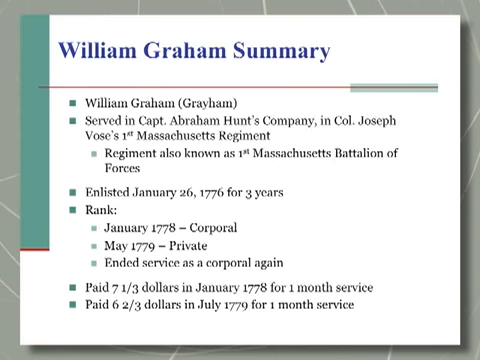 William Graham Summary
William Graham (Grayham)
Served in Capt. Abraham Hunt's Company, in Col. Joseph
Vose's 1st Massachusetts Regiment
Regiment also known as 1st Massachusetts Battalion of
Forces
Enlisted January 26, 1776 for 3 years
Rank:
January 1778 – Corporal
May 1779 – Private
Ended service as a corporal again
Paid 7 1/3 dollars in January 1778 for 1 month service
Paid 6 2/3 dollars in July 1779 for 1 month service